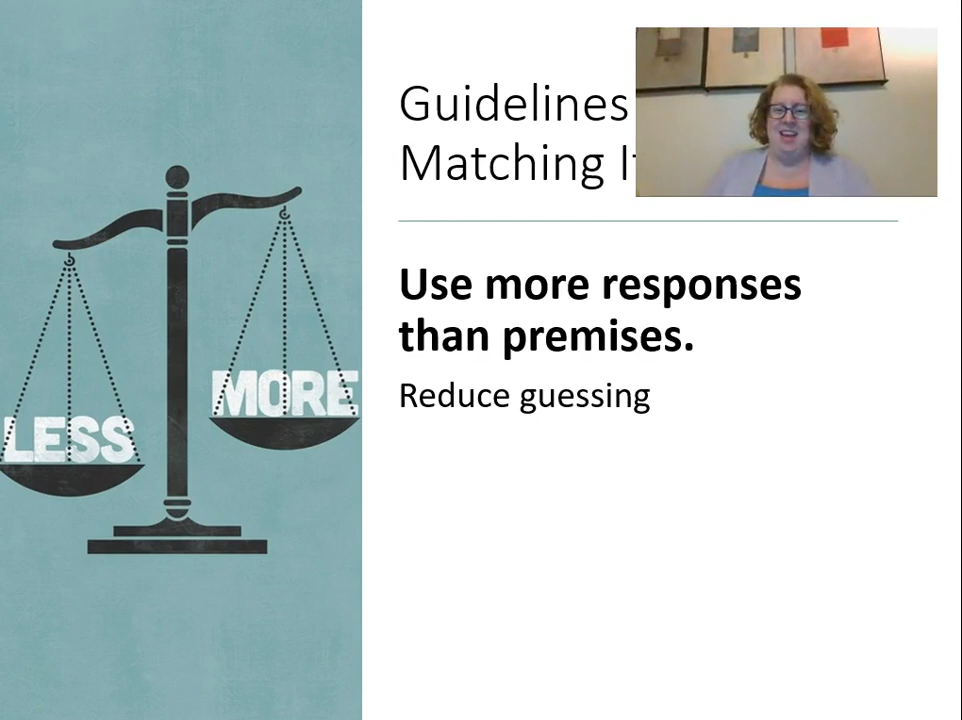 LESS
MORE
Guidelines
Matching
Use more responses
than premises.
Reduce guessing